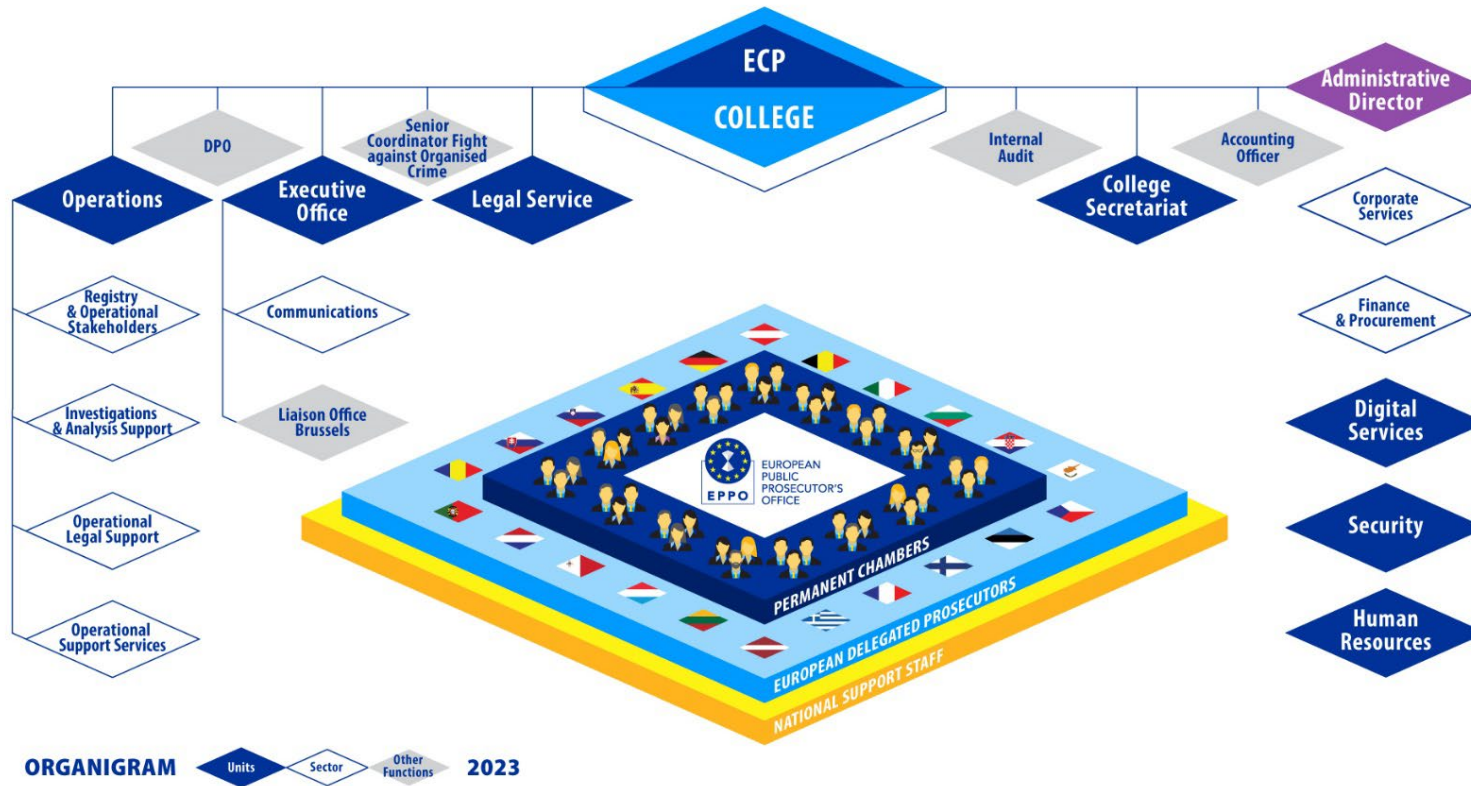 ECP
COLLEGE
Administrative
Director
DPO
Senior
Coordinator Fight
against Organised
Crime
Internal
Audit
Accounting
Officer
Operations
Executive
Office
Legal Service
College
Secretariat
Corporate
Services
Registry
& Operational
Stakeholders
Communications
Finance
& Procurement
Investigations
& Analysis Support
Liaison Office
Brussels
Digital
Services
Operational
Legal Support
Security
Operational
Support Services
Human
Resources
EPPO
EUROPEAN
PUBLIC
PROSECUTOR'S
OFFICE
PERMANENT CHAMBERS
EUROPEAN DELEGATED PROSECUTORS
NATIONAL SUPPORT STAFF
ORGANIGRAM
Units
Sector
Other
Functions
2023